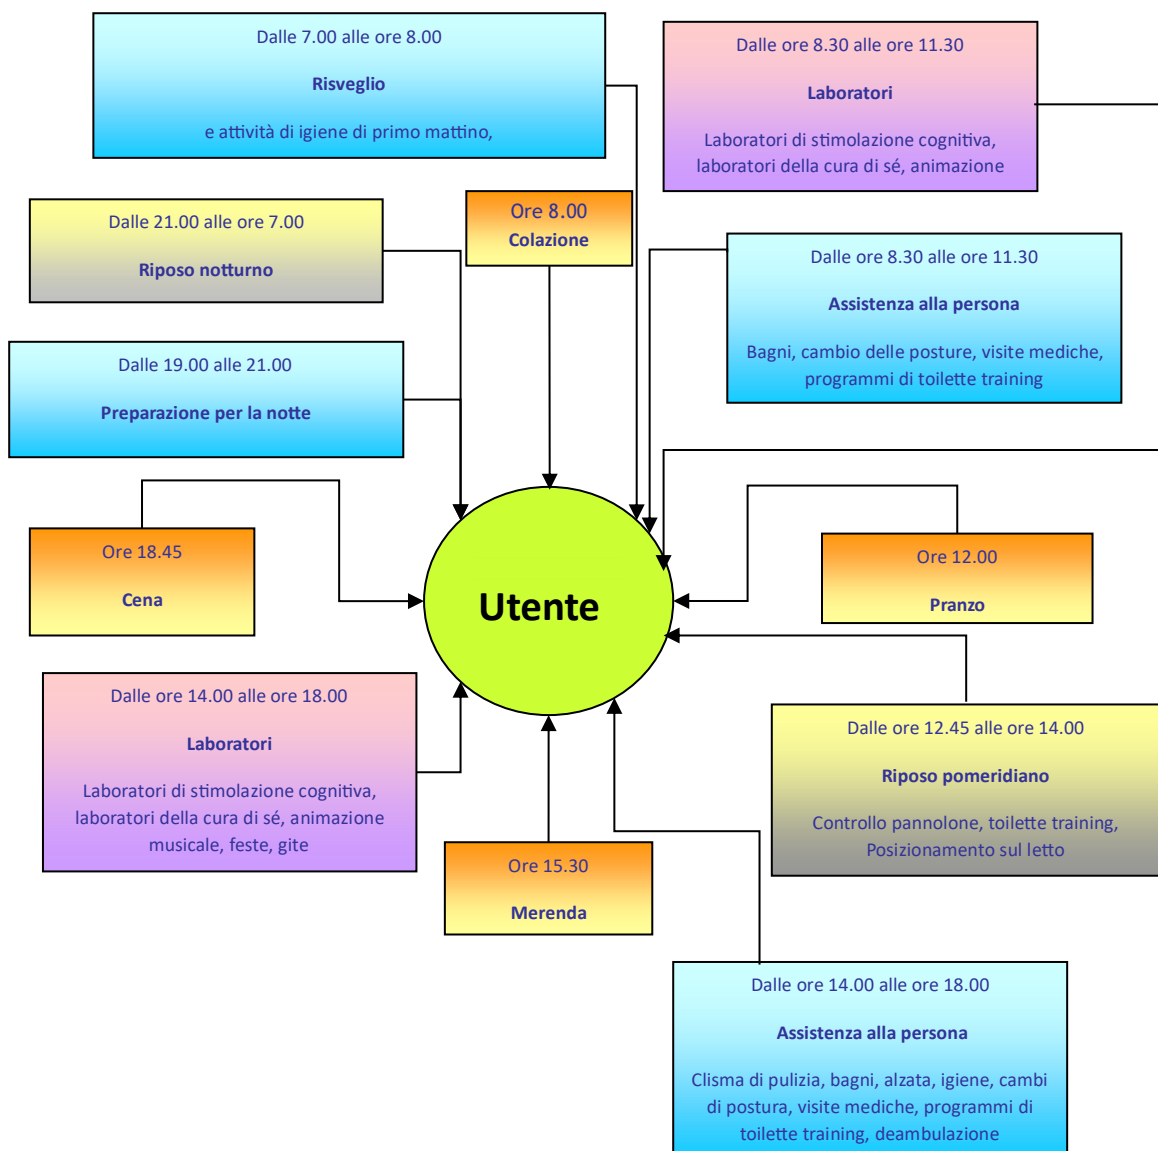 Dalle 7.00 alle ore 8.00
Risveglio
e attività di igiene di primo mattino,
Dalle ore 8.30 alle ore 11.30
Laboratori
Laboratori di stimolazione cognitiva,
laboratori della cura di sé, animazione
Dalle 21.00 alle ore 7.00
Riposo notturno
Ore 8.00
Colazione
Dalle ore 8.30 alle ore 11.30
Assistenza alla persona
Bagni, cambio delle posture, visite mediche,
programmi di toilette training
Dalle 19.00 alle 21.00
Preparazione per la notte
Ore 18.45
Cena
Utente
Ore 12.00
Pranzo
Dalle ore 14.00 alle ore 18.00
Laboratori
Laboratori di stimolazione cognitiva,
laboratori della cura di sé, animazione
musicale, feste, gite
Dalle ore 12.45 alle ore 14.00
Riposo pomeridiano
Controllo pannolone, toilette training,
Posizionamento sul letto
Ore 15.30
Merenda
Dalle ore 14.00 alle ore 18.00
Assistenza alla persona
Clisma di pulizia, bagni, alzata, igiene, cambi
di postura, visite mediche, programmi di
toilette training, deambulazione